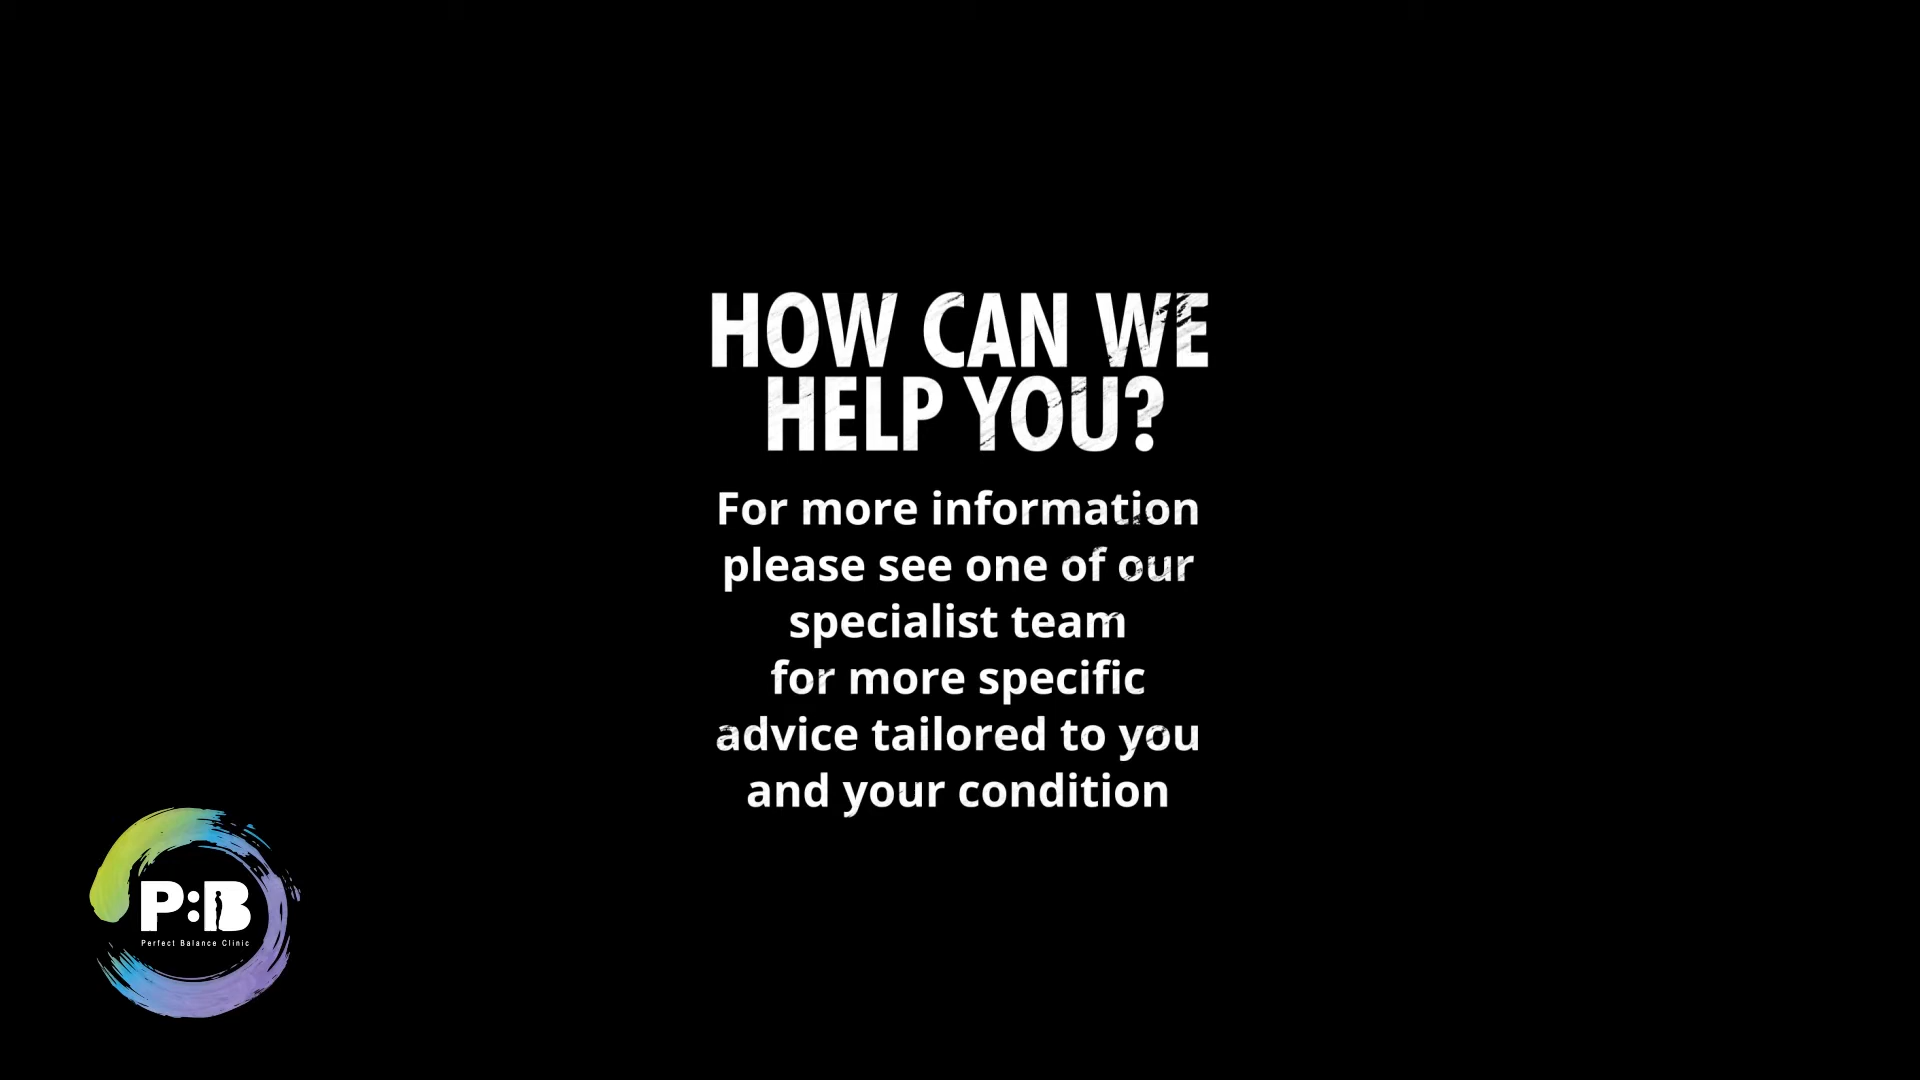 HOW CAN WE
HELP YOU?
For more information
please see one of our
specialist team
for more specific
advice tailored to you
and your condition
P:B
Perfect Balance Clinic